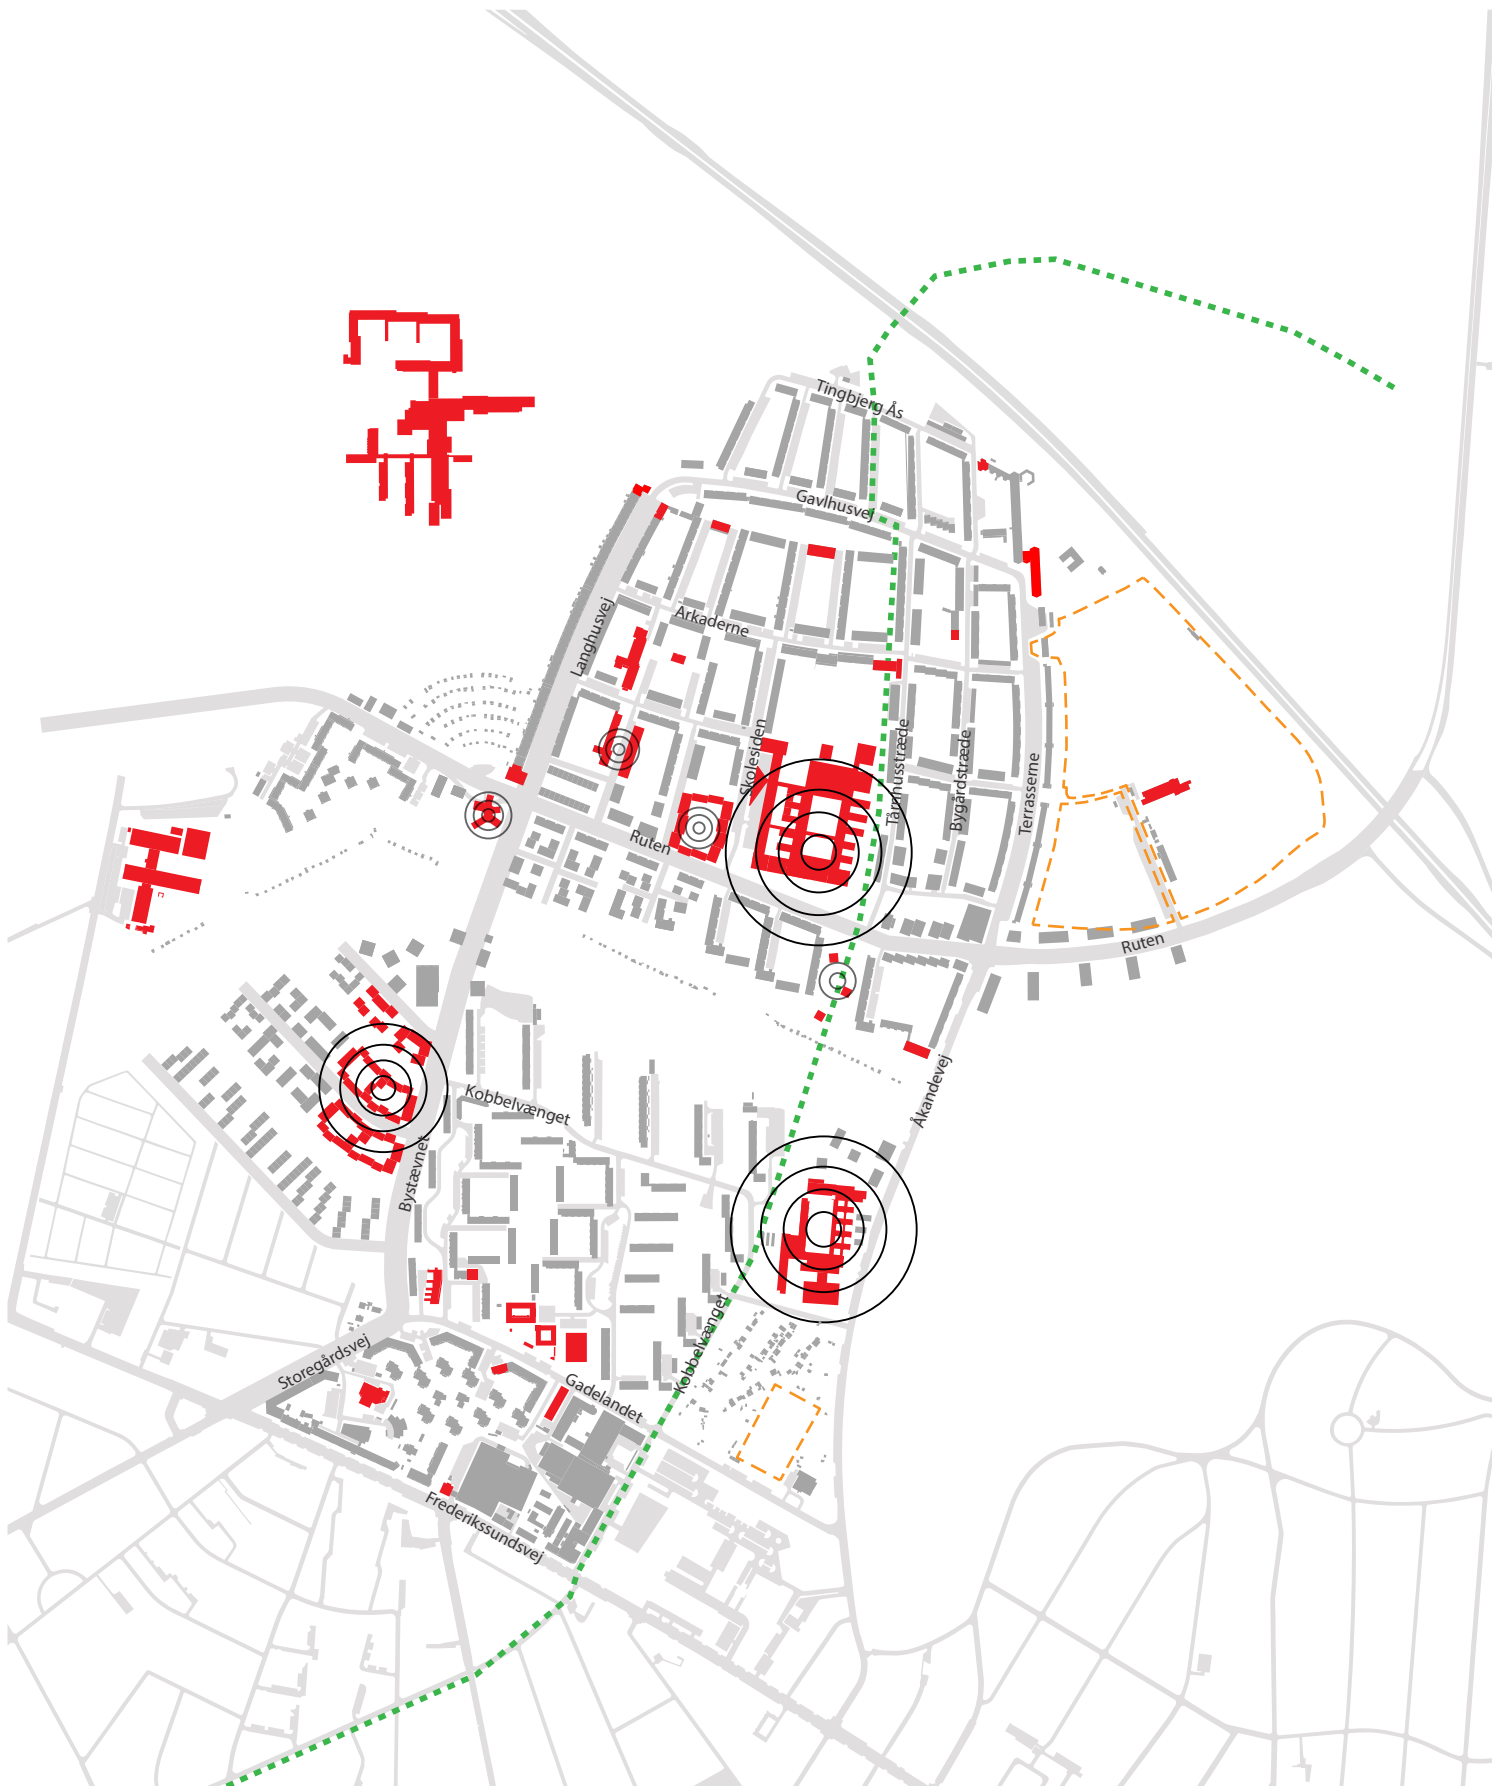 Tingbjerg Ås
Gavlhusvej
Langhusvej
Arkaderne
Skolesiden
Tårnhusstræde
Bygårdstræde
Terrasserne
Ruten
Ruten
Åkandevej
Kobbelvænget
Bystævnet
Kobbelvænget
Storegårdsvej
Gadelandet
Frederikssundsvej